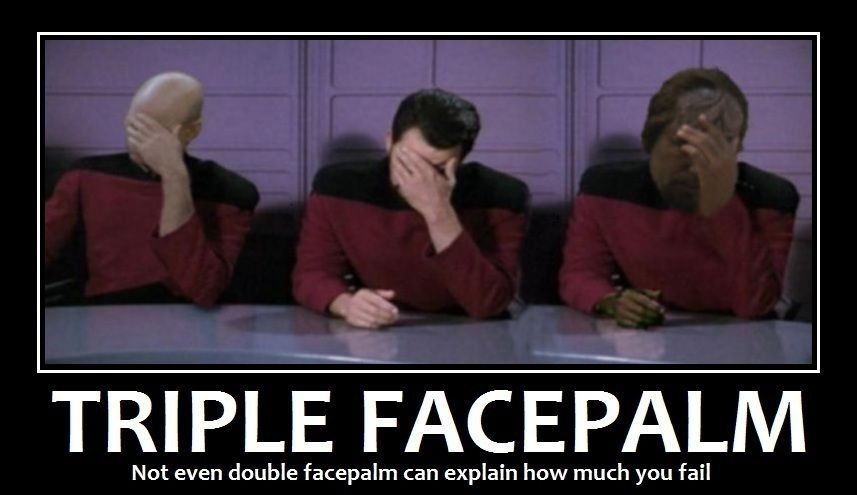 TRIPLE FACEPALM
Not even double facepalm can explain how much you fail